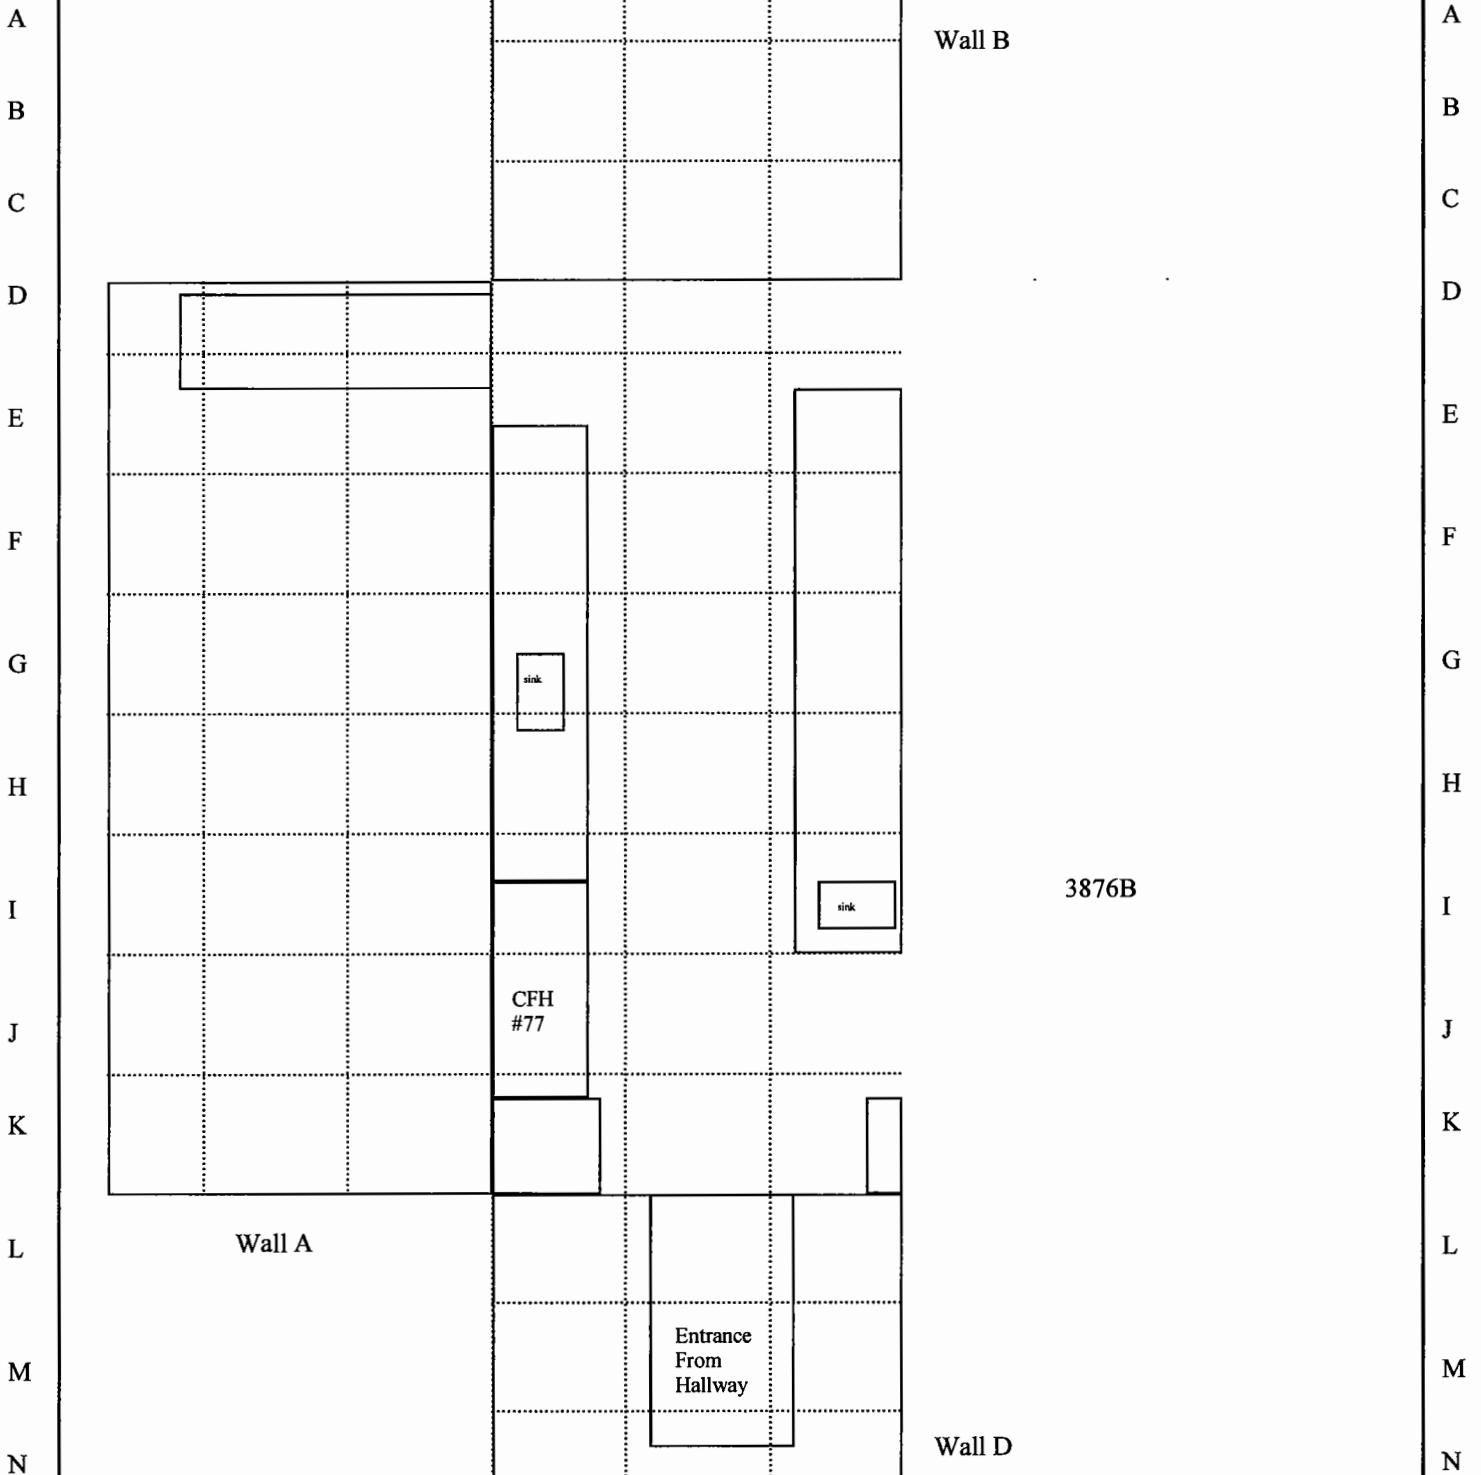 A A
Wall B
B B
C C
D D
E E
F F
G sink G
H H
3876B
I sink I
CFH
#77
J J
K K
Wall A
L L
Entrance
From
Hallway
M M
Wall D
N N